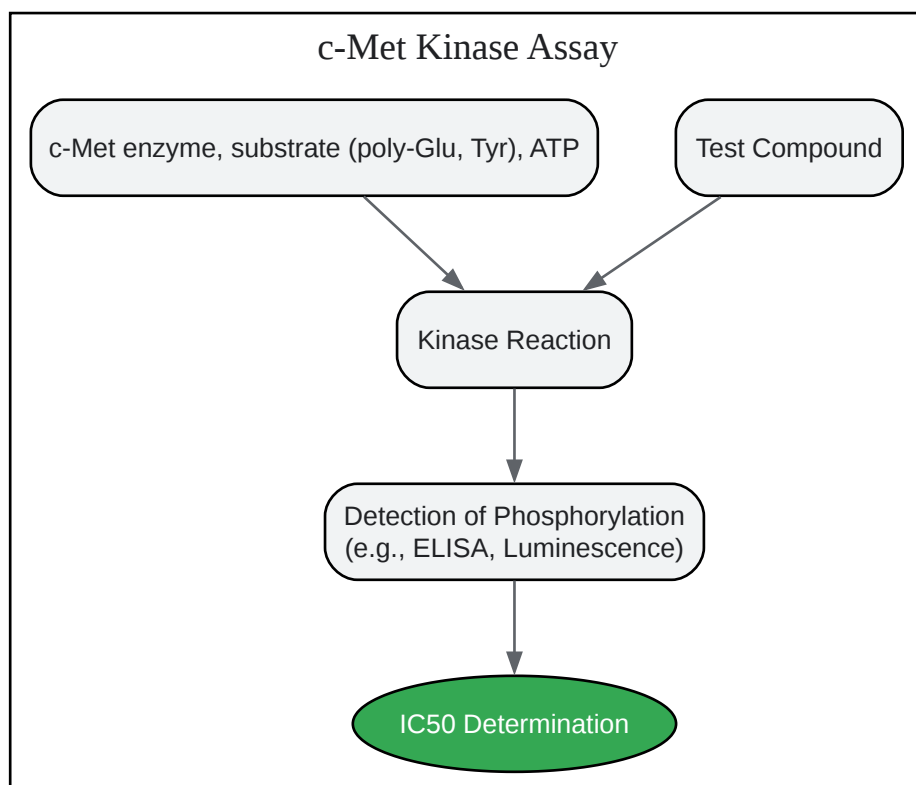 c-Met Kinase Assay
c-Met enzyme, substrate (poly-Glu, Tyr), ATP
Test Compound
Kinase Reaction
Detection of Phosphorylation
(e.g., ELISA, Luminescence)
IC50 Determination